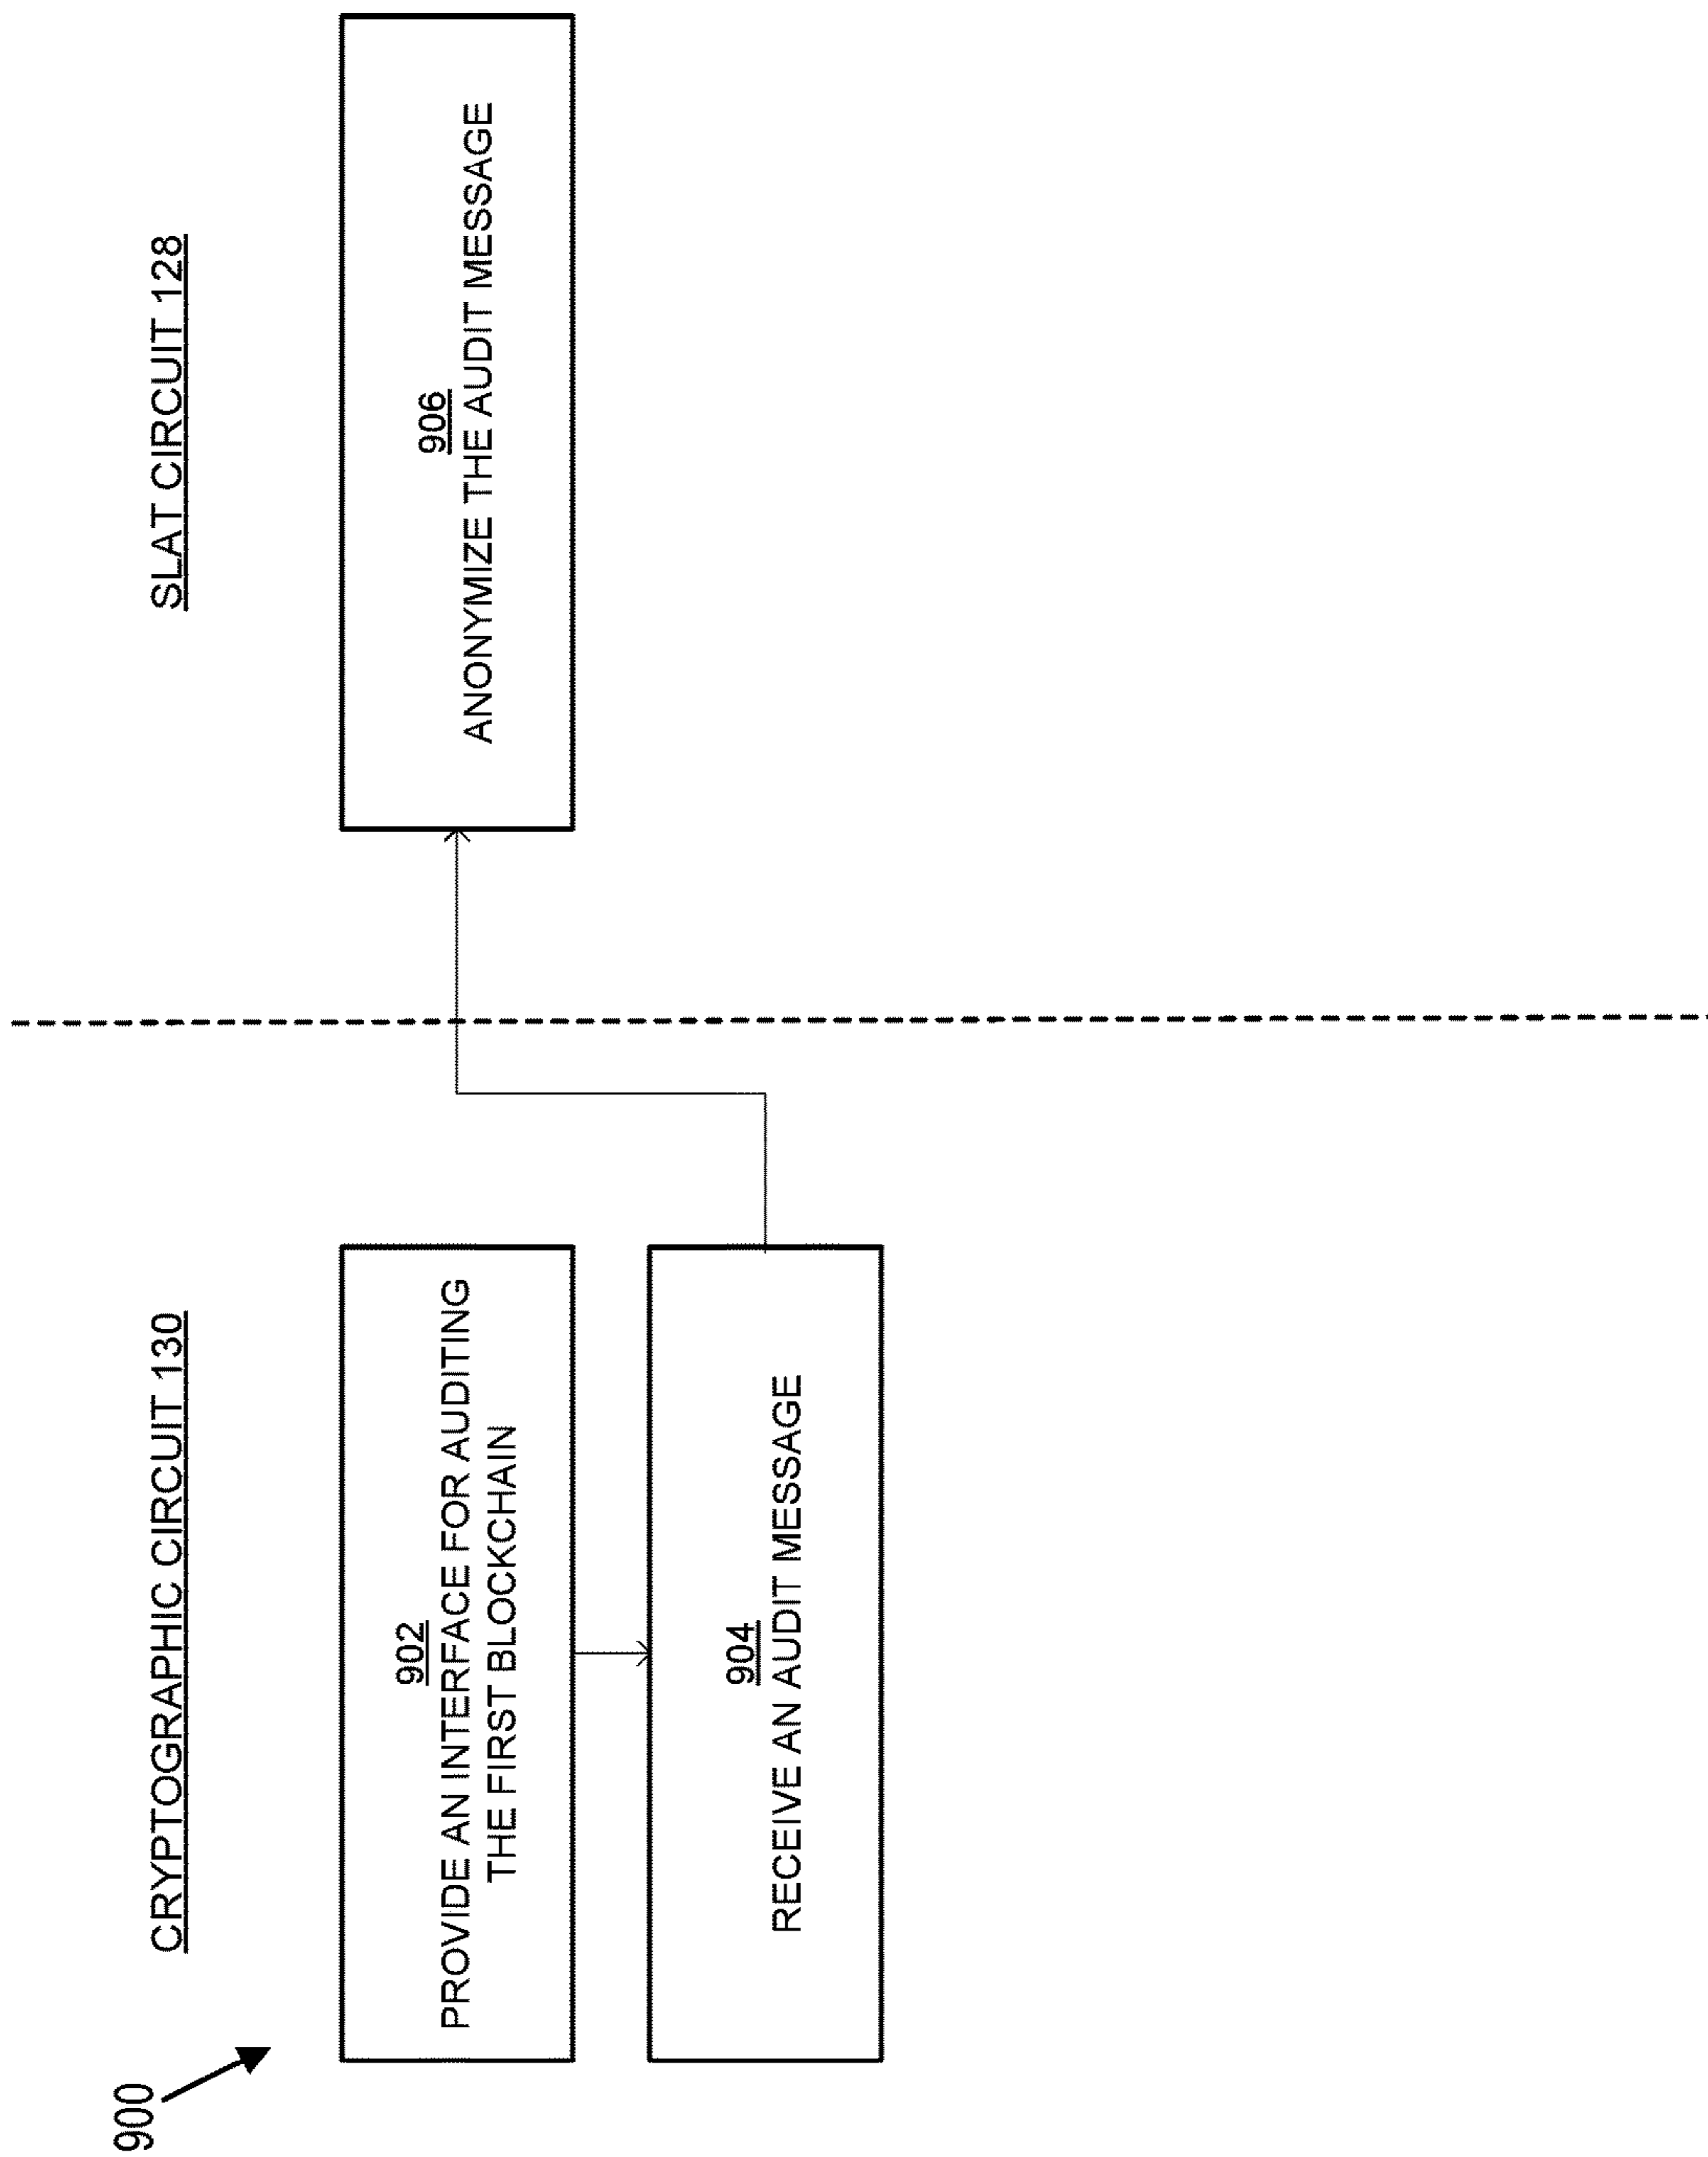 900
CRYPTOGRAPHIC CIRCUIT 130
SLAT CIRCUIT 128
902
PROVIDE AN INTERFACE FOR AUDITING
THE FIRST BLOCKCHAIN
904
RECEIVE AN AUDIT MESSAGE
906
ANONYMIZE THE AUDIT MESSAGE